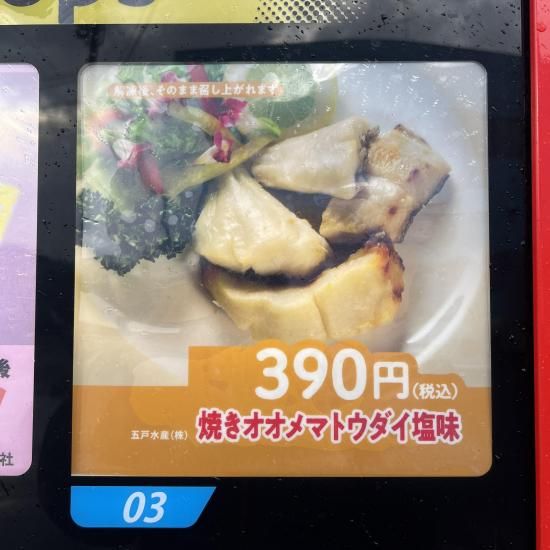 解凍後、そのまま召し上がれます。
390円(税込)
五戸水産(株) 焼きオオメマトウダイ塩味
03
後
社